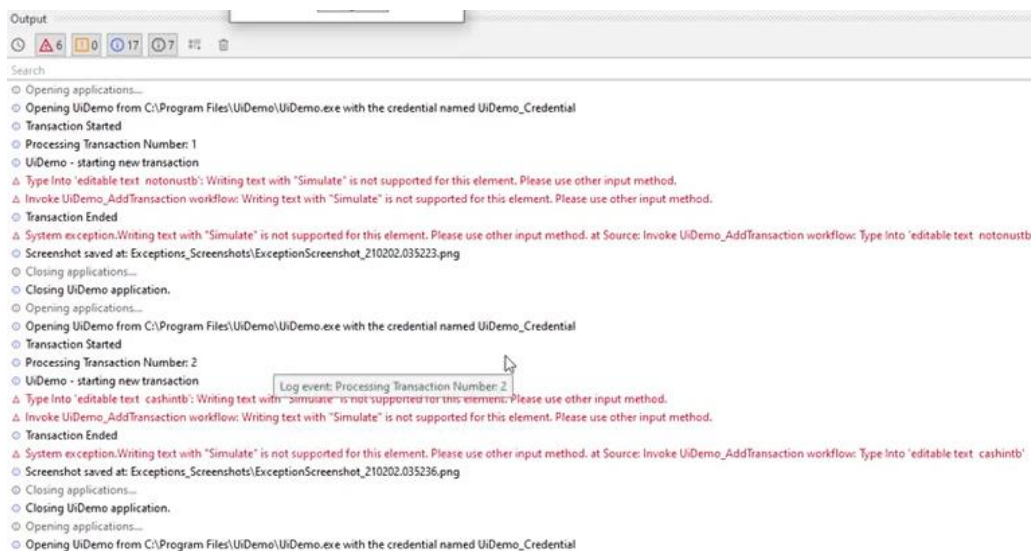 Output
6 0 17 7
Search
Opening applications...
Opening UiDemo from C:\Program Files\UiDemo\UiDemo.exe with the credential named UiDemo_Credential
Transaction Started
Processing Transaction Number: 1
UiDemo - starting new transaction
Type Into 'editable text notonustb': Writing text with "Simulate" is not supported for this element. Please use other input method.
Invoke UiDemo_AddTransaction workflow: Writing text with "Simulate" is not supported for this element. Please use other input method.
Transaction Ended
System exception.Writing text with "Simulate" is not supported for this element. Please use other input method. at Source: Invoke UiDemo_AddTransaction workflow: Type Into 'editable text notonustb
Screenshot saved at: Exceptions_Screenshots\ExceptionScreenshot_210202.035223.png
Closing applications...
Closing UiDemo application.
Opening applications...
Opening UiDemo from C:\Program Files\UiDemo\UiDemo.exe with the credential named UiDemo_Credential
Transaction Started
Processing Transaction Number: 2
UiDemo - starting new transaction
Log event: Processing Transaction Number: 2
Type Into 'editable text cashintb': Writing text with "Simulate" is not supported for this element. Please use other input method.
Invoke UiDemo_AddTransaction workflow: Writing text with "Simulate" is not supported for this element. Please use other input method.
Transaction Ended
System exception.Writing text with "Simulate" is not supported for this element. Please use other input method. at Source: Invoke UiDemo_AddTransaction workflow: Type Into 'editable text cashintb'
Screenshot saved at: Exceptions_Screenshots\ExceptionScreenshot_210202.035236.png
Closing applications...
Closing UiDemo application.
Opening applications...
Opening UiDemo from C:\Program Files\UiDemo\UiDemo.exe with the credential named UiDemo_Credential